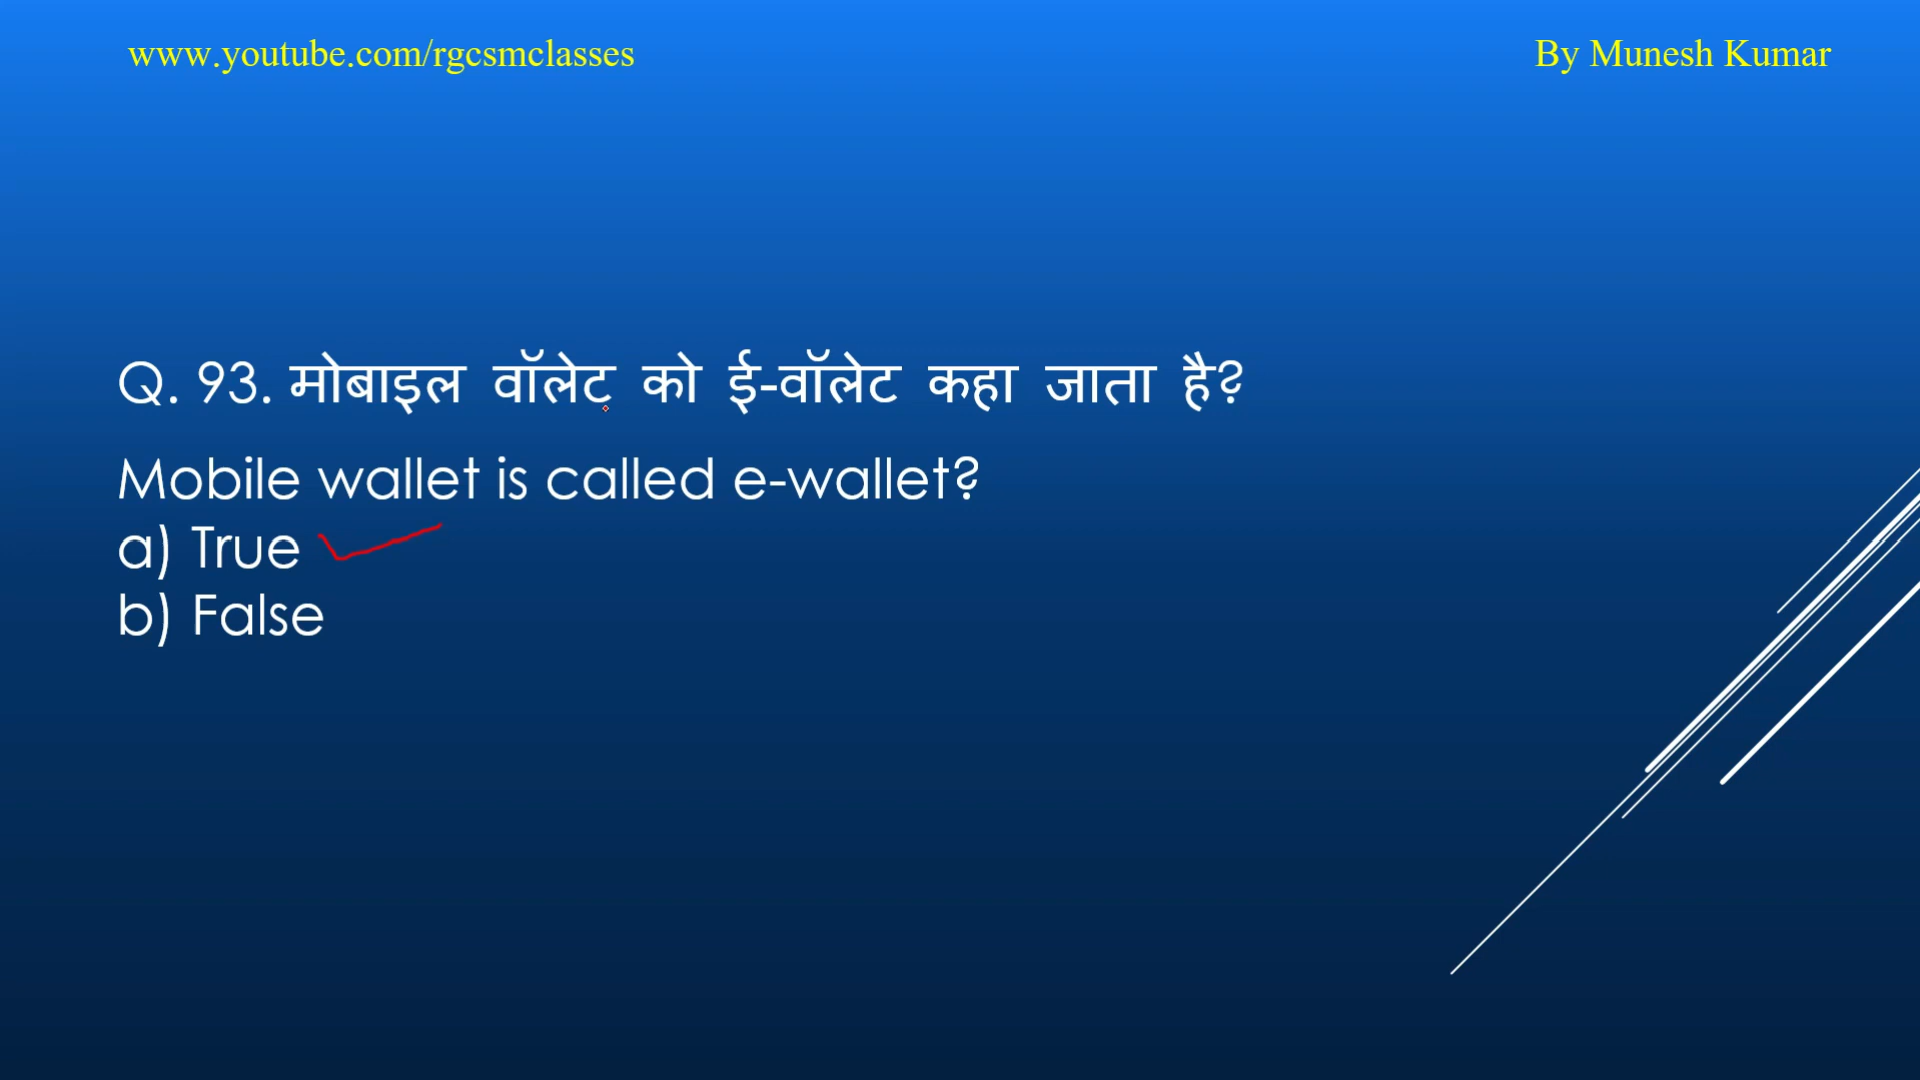 www.youtube.com/rgcsmclasses
By Munesh Kumar
Q. 93. मोबाइल वॉलेट को ई-वॉलेट कहा जाता है?
Mobile wallet is called e-wallet?
a) True
b) False